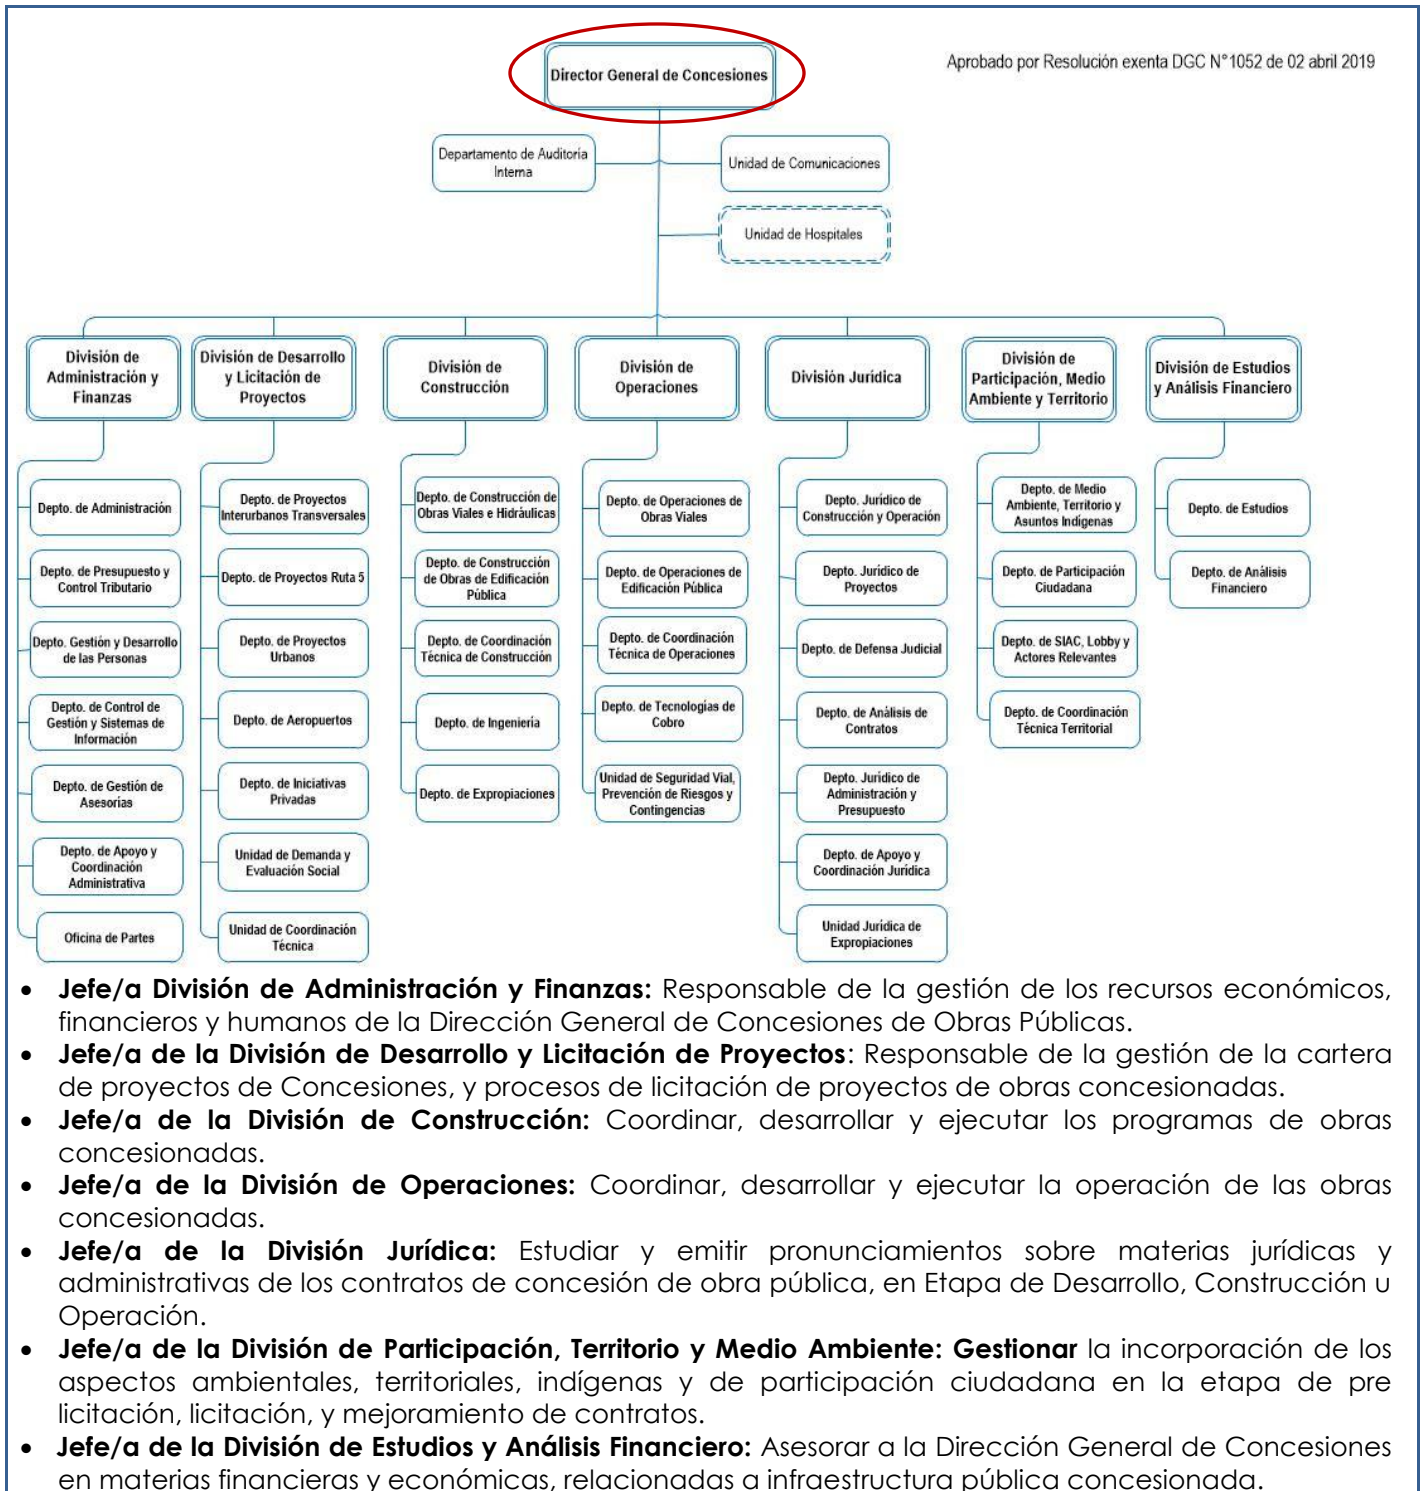 Director General de Concesiones
Aprobado por Resolución exenta DGC N°1052 de 02 abril 2019
Departamento de Auditoría
Interna
Unidad de Comunicaciones
Unidad de Hospitales
División de
Administración y
Finanzas
División de Desarrollo
y Licitación de
Proyectos
División de
Construcción
División de
Operaciones
División Jurídica
División de
Participación, Medio
Ambiente y Territorio
División de Estudios
y Análisis Financiero
Depto. de Administración
Depto. de Presupuesto y
Control Tributario
Depto. Gestión y Desarrollo
de las Personas
Depto. de Control de
Gestión y Sistemas de
Información
Depto. de Gestión de
Asesorías
Depto. de Apoyo y
Coordinación
Administrativa
Oficina de Partes
Depto. de Proyectos
Interurbanos Transversales
Depto. de Proyectos Ruta 5
Depto. de Proyectos
Urbanos
Depto. de Aeropuertos
Depto. de Iniciativas
Privadas
Unidad de Demanda y
Evaluación Social
Unidad de Coordinación
Técnica
Depto. de Construcción de
Obras Viales e Hidráulicas
Depto. de Construcción
de Obras de Edificación
Pública
Depto. de Coordinación
Técnica de Construcción
Depto. de Ingeniería
Depto. de Expropiaciones
Depto. de Operaciones de
Obras Viales
Depto. de Operaciones de
Edificación Pública
Depto. de Coordinación
Técnica de Operaciones
Depto. de Tecnologías de
Cobro
Unidad de Seguridad Vial,
Prevención de Riesgos y
Contingencias
Depto. Jurídico de
Construcción y Operación
Depto. Jurídico de
Proyectos
Depto. de Defensa Judicial
Depto. de Análisis de
Contratos
Depto. Jurídico de
Administración y
Presupuesto
Depto. de Apoyo y
Coordinación Jurídica
Unidad Jurídica de
Expropiaciones
Depto. de Medio
Ambiente, Territorio y
Asuntos Indígenas
Depto. de Participación
Ciudadana
Depto. de SIAC, Lobby y
Actores Relevantes
Depto. de Coordinación
Técnica Territorial
Depto. de Estudios
Depto. de Análisis
Financiero
• Jefe/a División de Administración y Finanzas: Responsable de la gestión de los recursos económicos,
financieros y humanos de la Dirección General de Concesiones de Obras Públicas.
• Jefe/a de la División de Desarrollo y Licitación de Proyectos: Responsable de la gestión de la cartera
de proyectos de Concesiones, y procesos de licitación de proyectos de obras concesionadas.
• Jefe/a de la División de Construcción: Coordinar, desarrollar y ejecutar los programas de obras
concesionadas.
• Jefe/a de la División de Operaciones: Coordinar, desarrollar y ejecutar la operación de las obras
concesionadas.
• Jefe/a de la División Jurídica: Estudiar y emitir pronunciamientos sobre materias jurídicas y
administrativas de los contratos de concesión de obra pública, en Etapa de Desarrollo, Construcción u
Operación.
• Jefe/a de la División de Participación, Territorio y Medio Ambiente: Gestionar la incorporación de los
aspectos ambientales, territoriales, indígenas y de participación ciudadana en la etapa de pre
licitación, licitación, y mejoramiento de contratos.
• Jefe/a de la División de Estudios y Análisis Financiero: Asesorar a la Dirección General de Concesiones
en materias financieras y económicas, relacionadas a infraestructura pública concesionada.